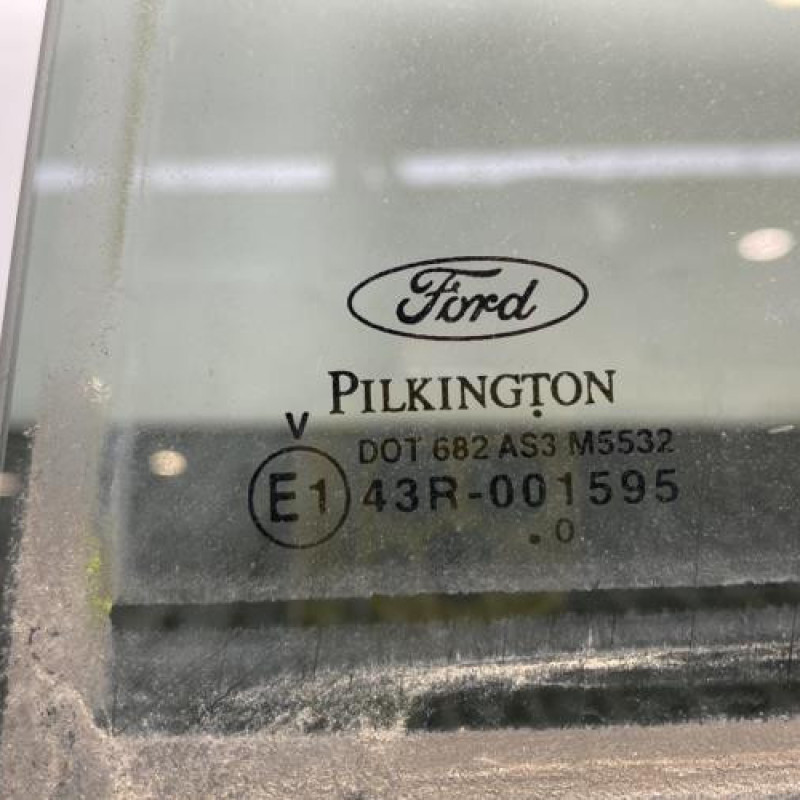 Ford
PILKINGTON
V
DOT 682 AS3 M5532
E1 43R-001595
.0